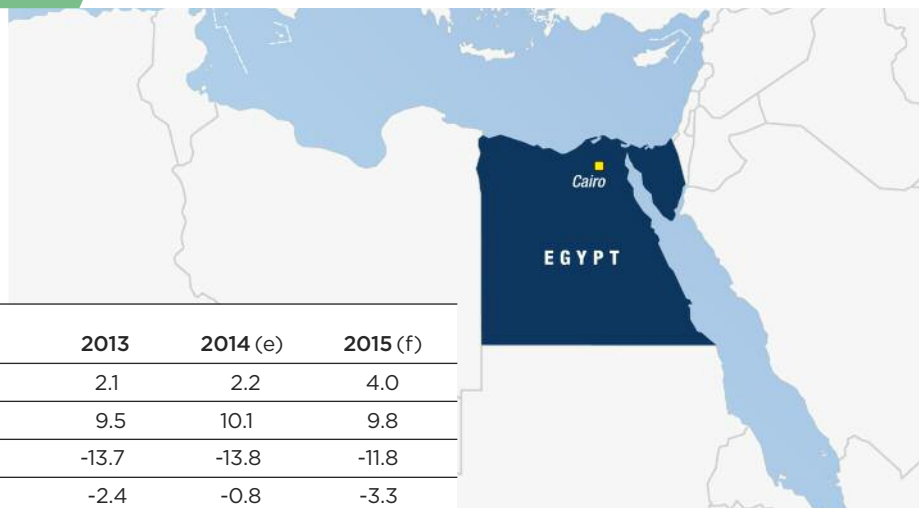 Cairo
EGYPT
2013 2014 (e) 2015 (f)
2.1 2.2 4.0
9.5 10.1 9.8
-13.7 -13.8 -11.8
-2.4 -0.8 -3.3